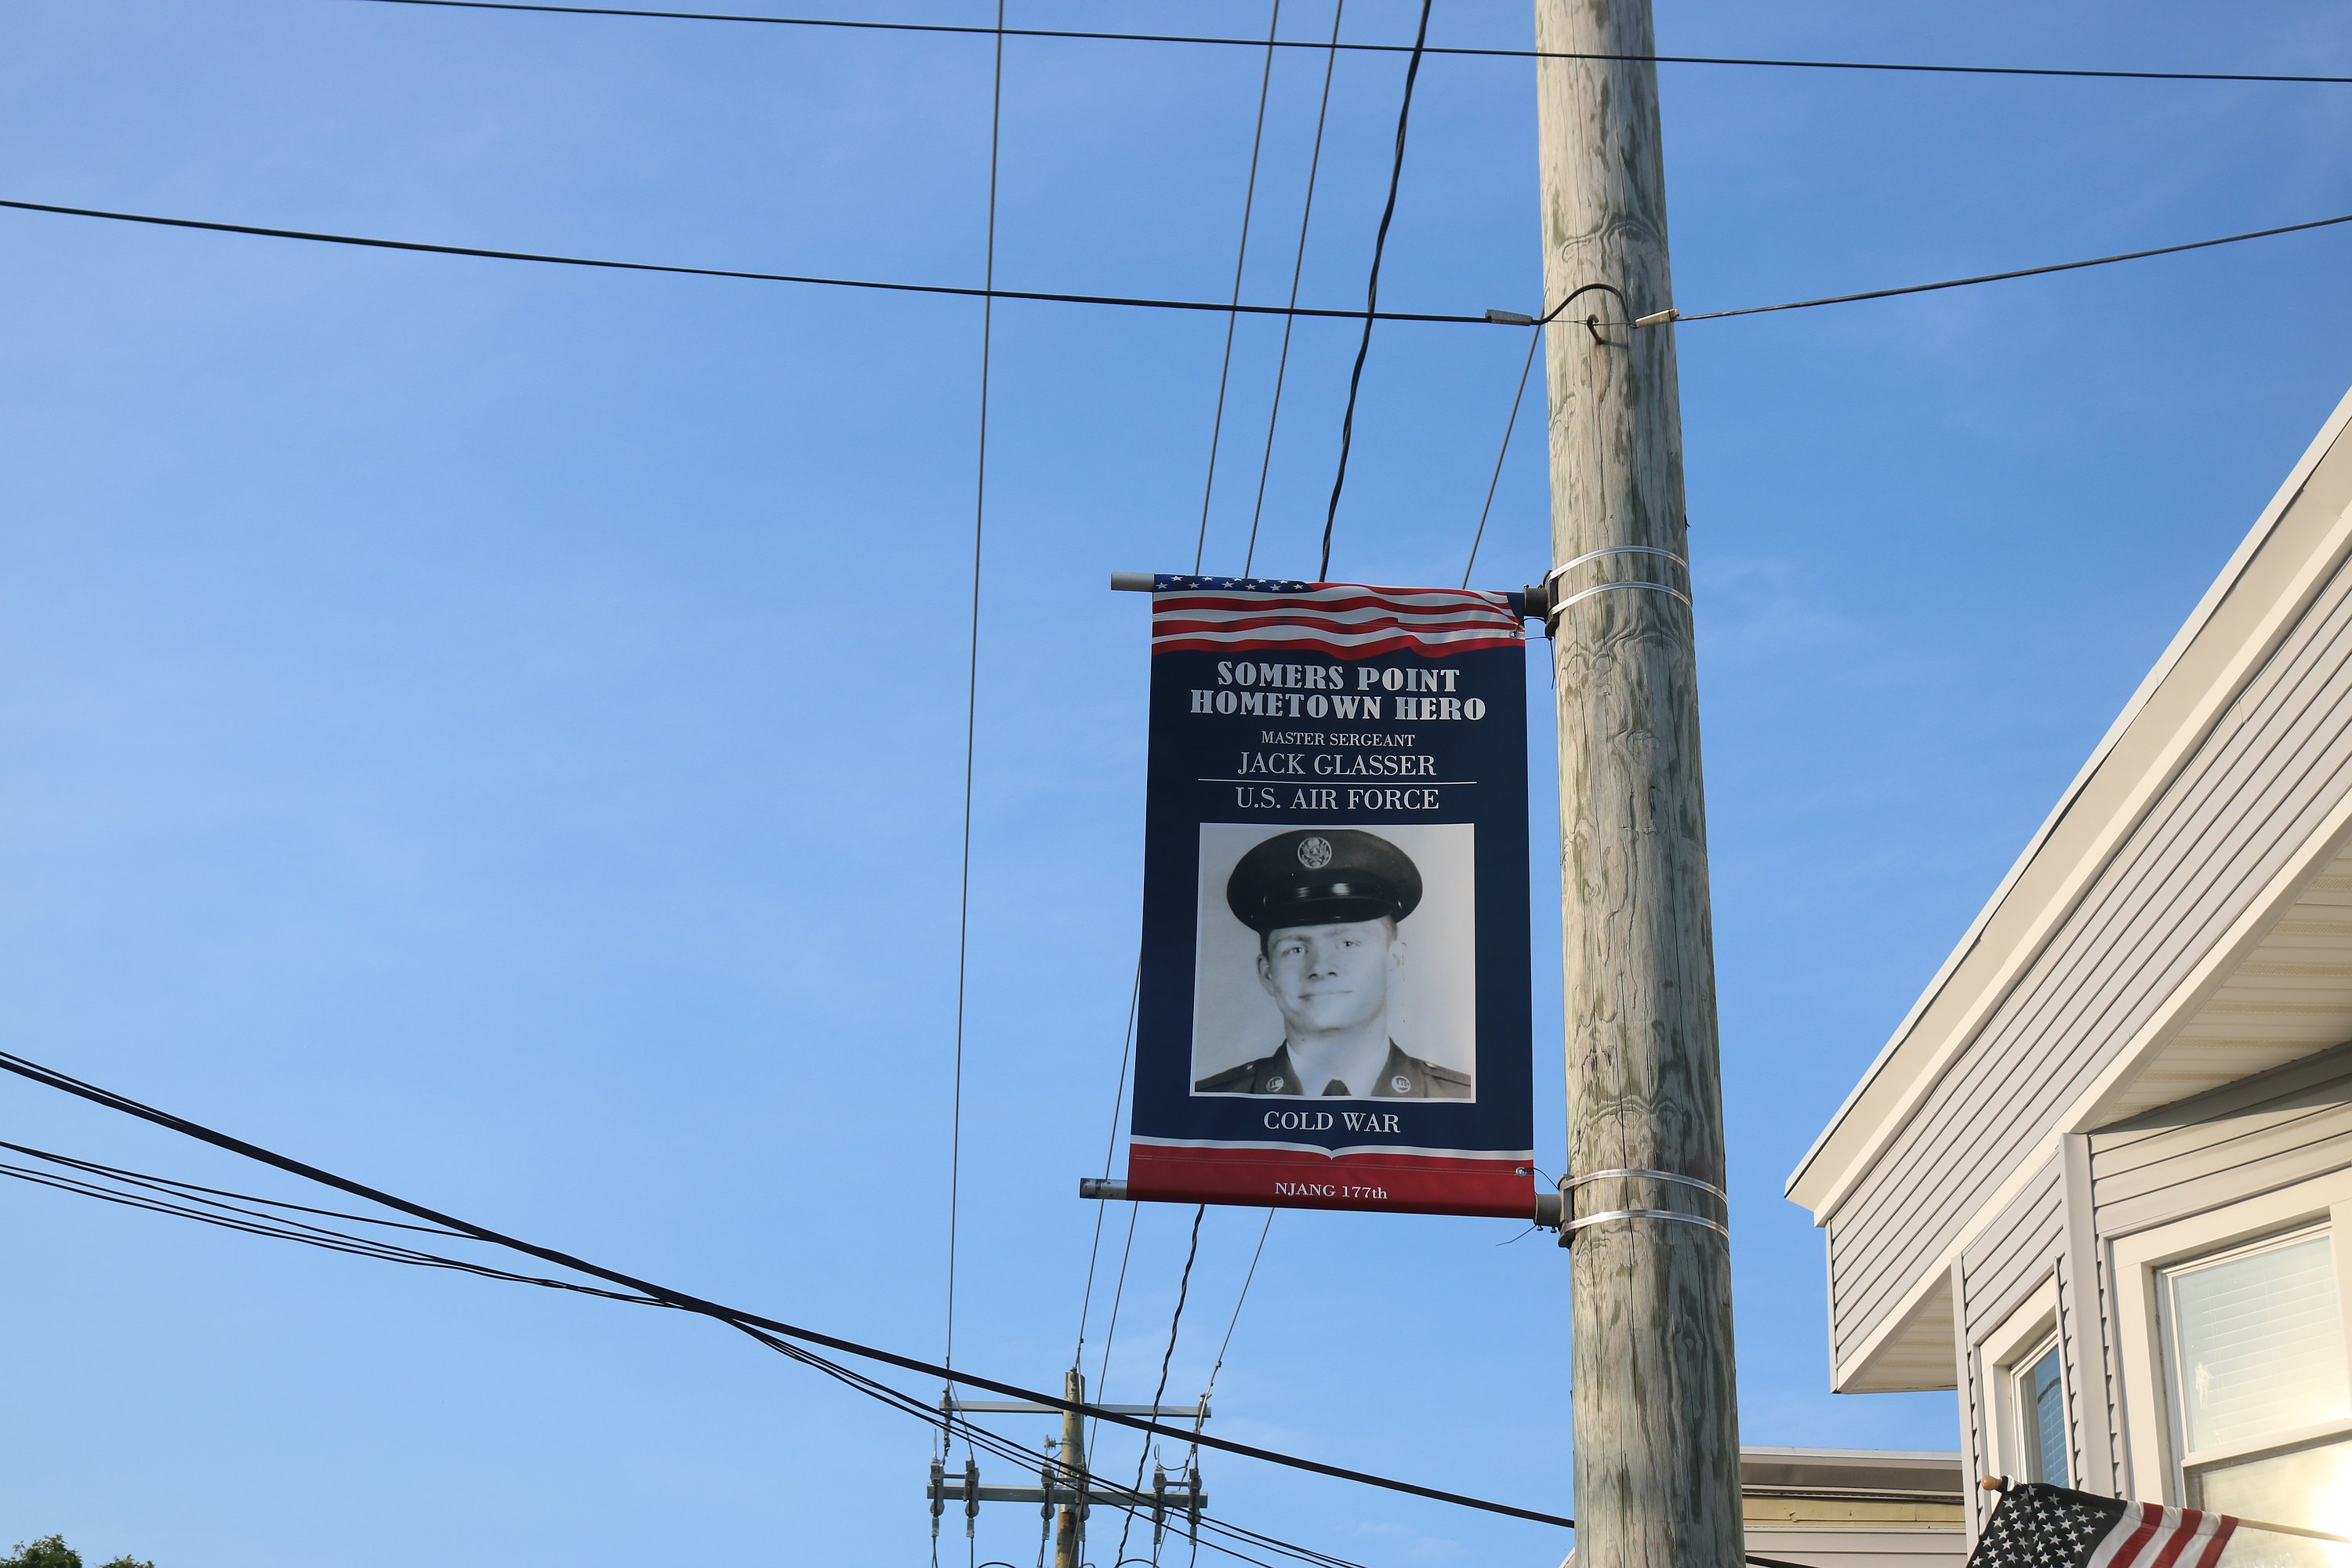 SOMERS POINT
HOMETOWN HERO
MASTER SERGEANT
JACK GLASSER
U.S. AIR FORCE
COLD WAR
NJANG 177th